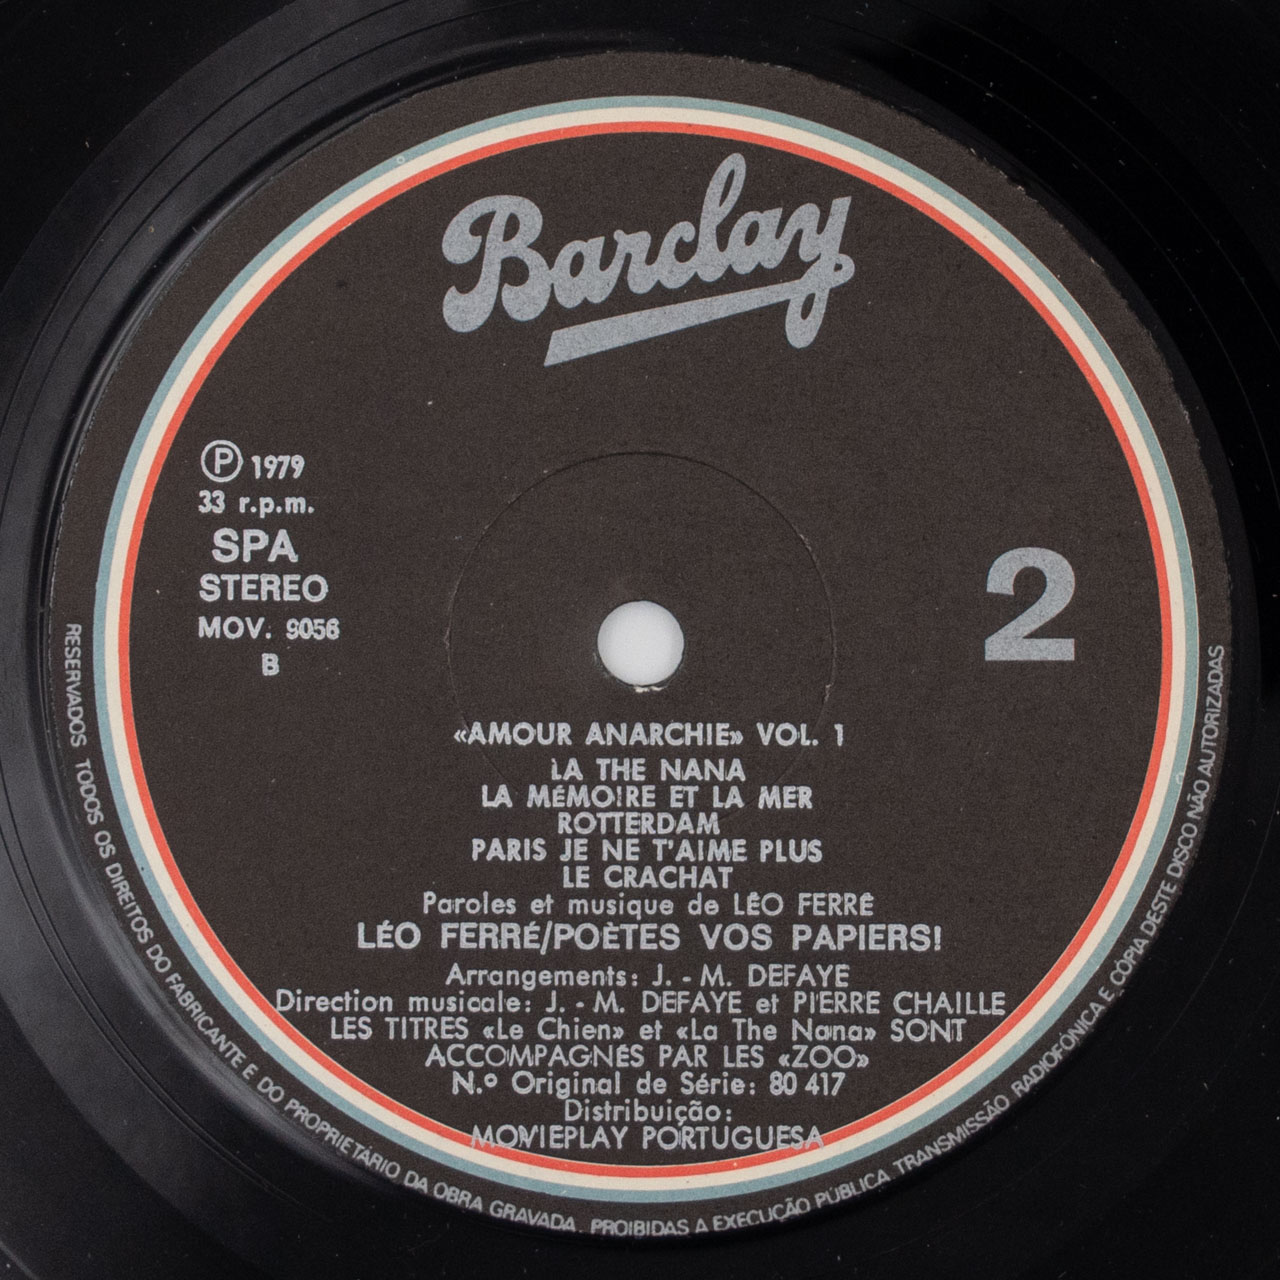 Barclay
Ⓟ 1979
33 r.p.m.
SPA
STEREO
MOV. 9056
B
2
«AMOUR ANARCHIE» VOL. 1
LA THE NANA
LA MÉMOIRE ET LA MER
ROTTERDAM
PARIS JE NE T'AIME PLUS
LE CRACHAT
Paroles et musique de LÉO FERRÉ
LÉO FERRÉ/POÈTES VOS PAPIERS!
Arrangements: J. - M. DEFAYE
Direction musicale: J. - M. DEFAYE et PIERRE CHAILLE
LES TITRES «Le Chien» et «La The Nana» SONT
ACCOMPAGNÉS PAR LES «ZOO»
N.º Original de Série: 80 417
Distribuição:
MOVIEPLAY PORTUGUESA
RESERVADOS TODOS OS DIREITOS DO FABRICANTE E DO PROPRIETÁRIO DA OBRA GRAVADA. PROIBIDAS A EXECUÇÃO PÚBLICA TRANSMISSÃO RADIOFÓNICA E CÓPIA DESTE DISCO NÃO AUTORIZADAS